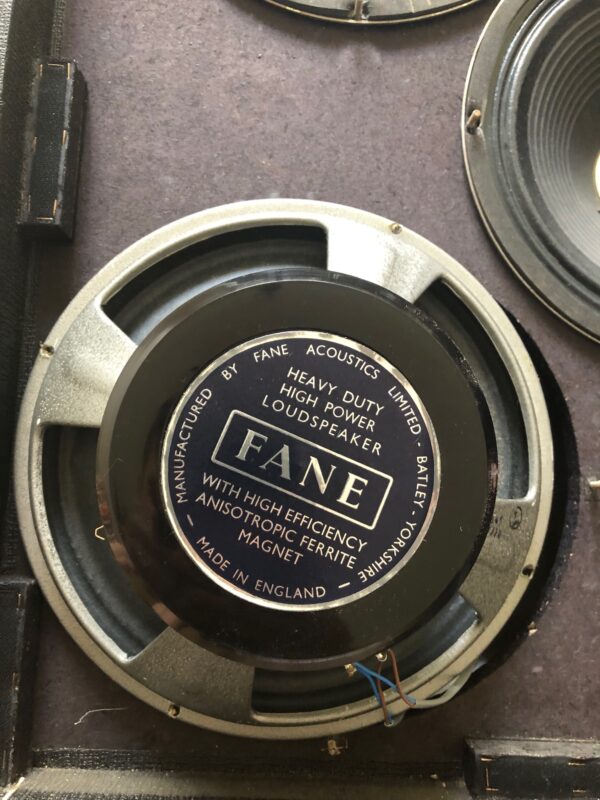 MANUFACTURED BY FANE ACOUSTICS LIMITED - BATLEY - YORKSHIRE
HEAVY DUTY
HIGH POWER
LOUDSPEAKER
FANE
WITH HIGH EFFICIENCY
ANISOTROPIC FERRITE
MAGNET
— MADE IN ENGLAND —